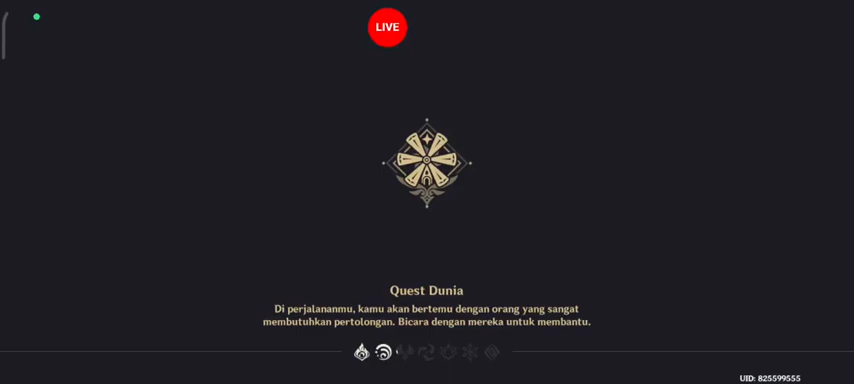 LIVE
Quest Dunia
Di perjalananmu, kamu akan bertemu dengan orang yang sangat
membutuhkan pertolongan. Bicara dengan mereka untuk membantu.
UID: 825599555